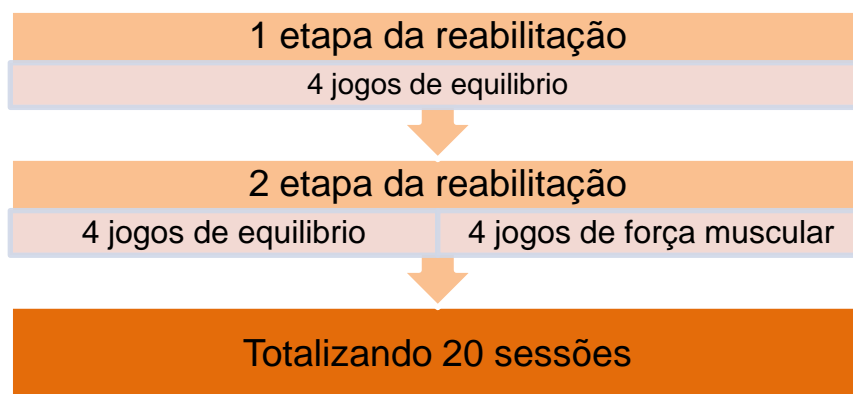 1 etapa da reabilitação
4 jogos de equilibrio
2 etapa da reabilitação
4 jogos de equilibrio
4 jogos de força muscular
Totalizando 20 sessões